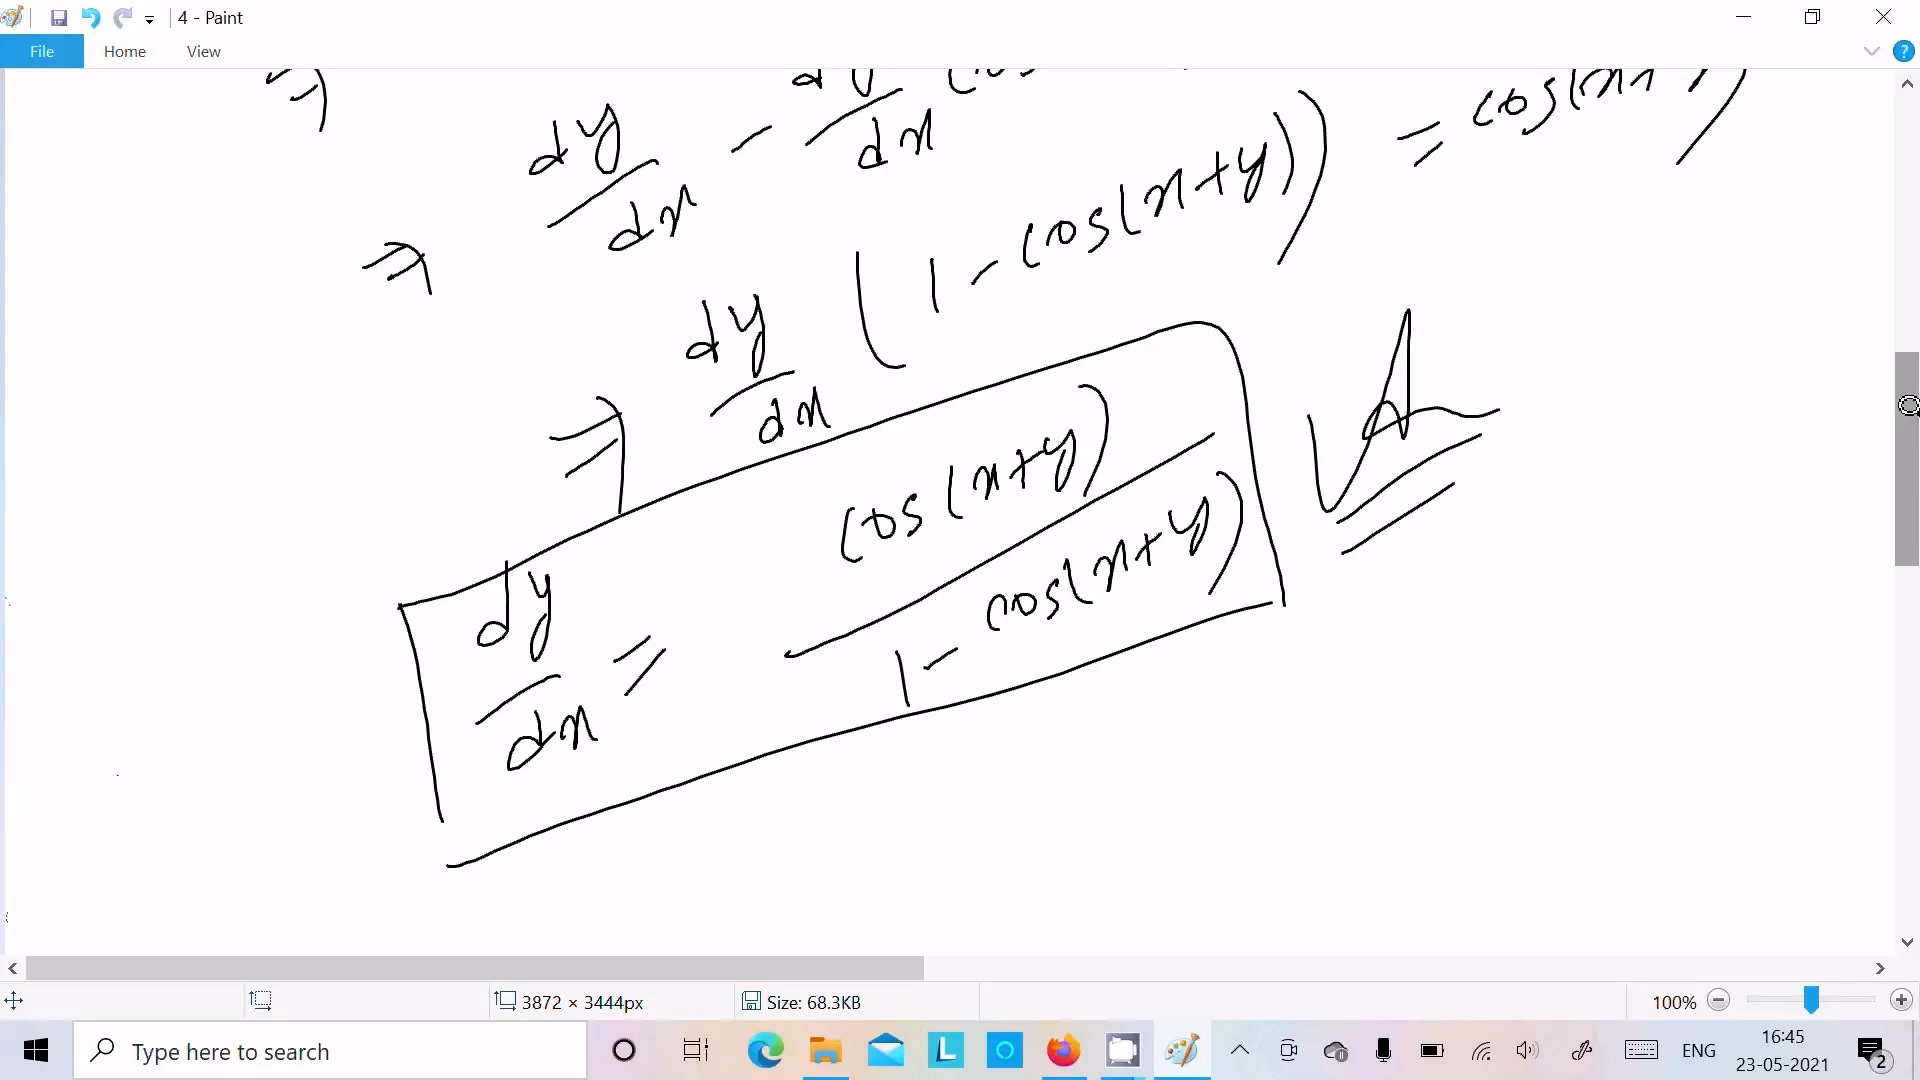 4 - Paint
File Home View
⇒ dy/dx - dy/dx cos
⇒ dy/dx (1 - cos(x+y)) = cos(x+y)
⇒ dy/dx = cos(x+y) / 1 - cos(x+y)
3872 × 3444px Size: 68.3KB 100%
Type here to search
L
ENG
16:45
23-05-2021
2